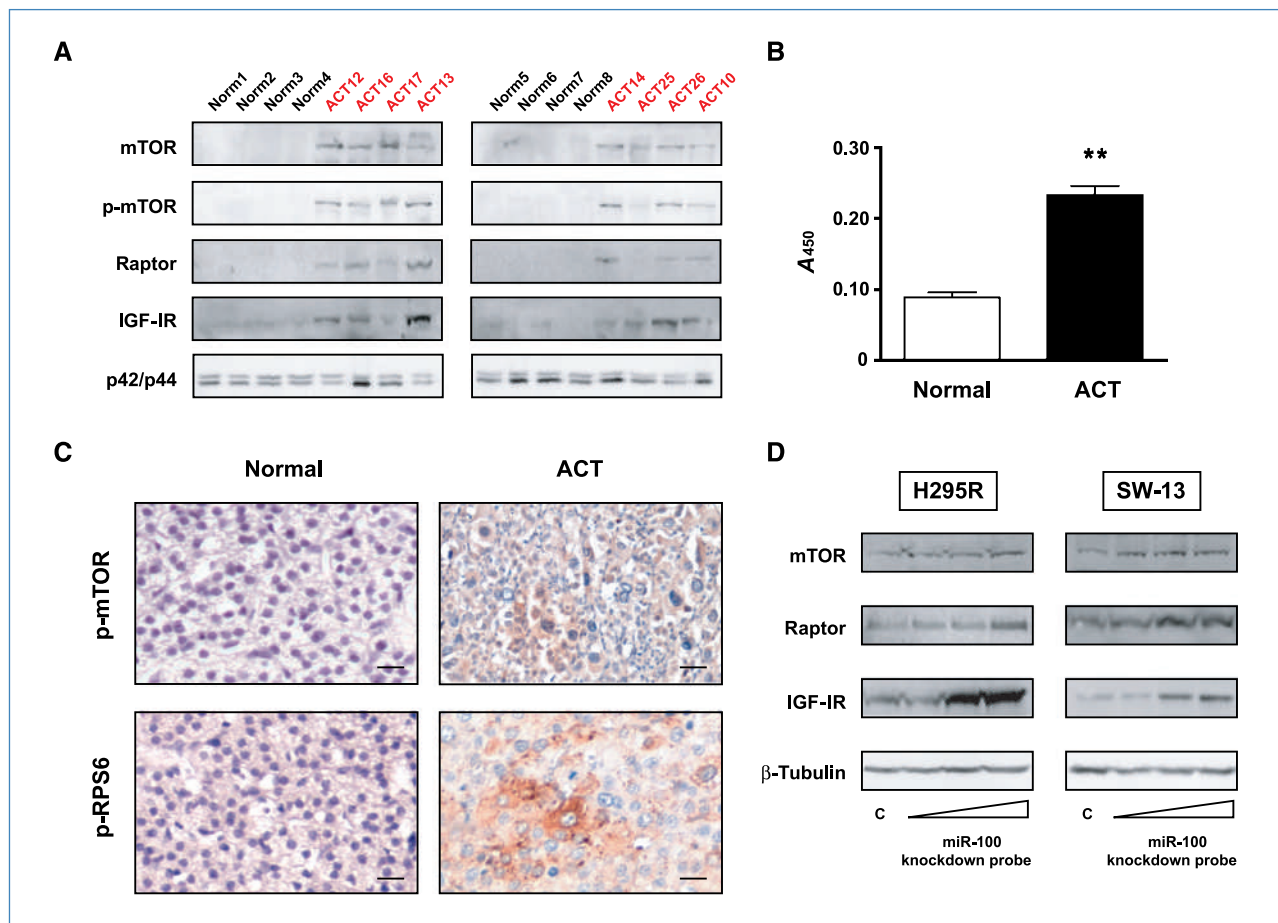 A
Norm1 Norm2 Norm3 Norm4 ACT12 ACT16 ACT17 ACT13
Norm5 Norm6 Norm7 Norm8 ACT14 ACT25 ACT26 ACT10
mTOR
p-mTOR
Raptor
IGF-IR
p42/p44
B
**
0.30
0.20
0.10
0
A450
Normal ACT
C
Normal ACT
p-mTOR
p-RPS6
D
H295R SW-13
mTOR
Raptor
IGF-IR
β-Tubulin
C C
miR-100
knockdown probe
miR-100
knockdown probe